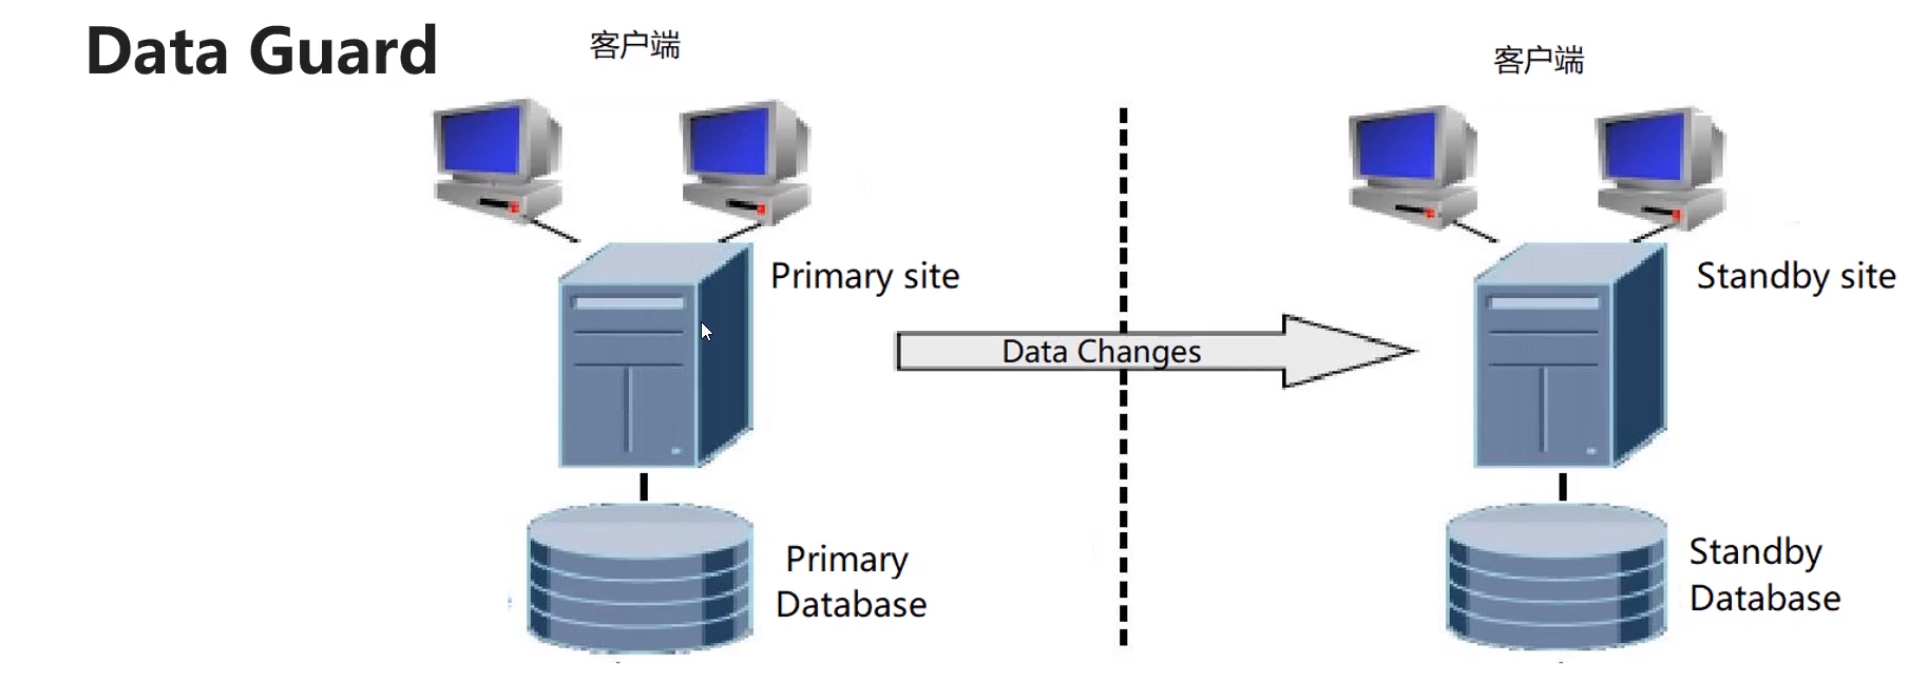 Data Guard
客户端
客户端
Primary site
Standby site
Data Changes
Primary
Database
Standby
Database